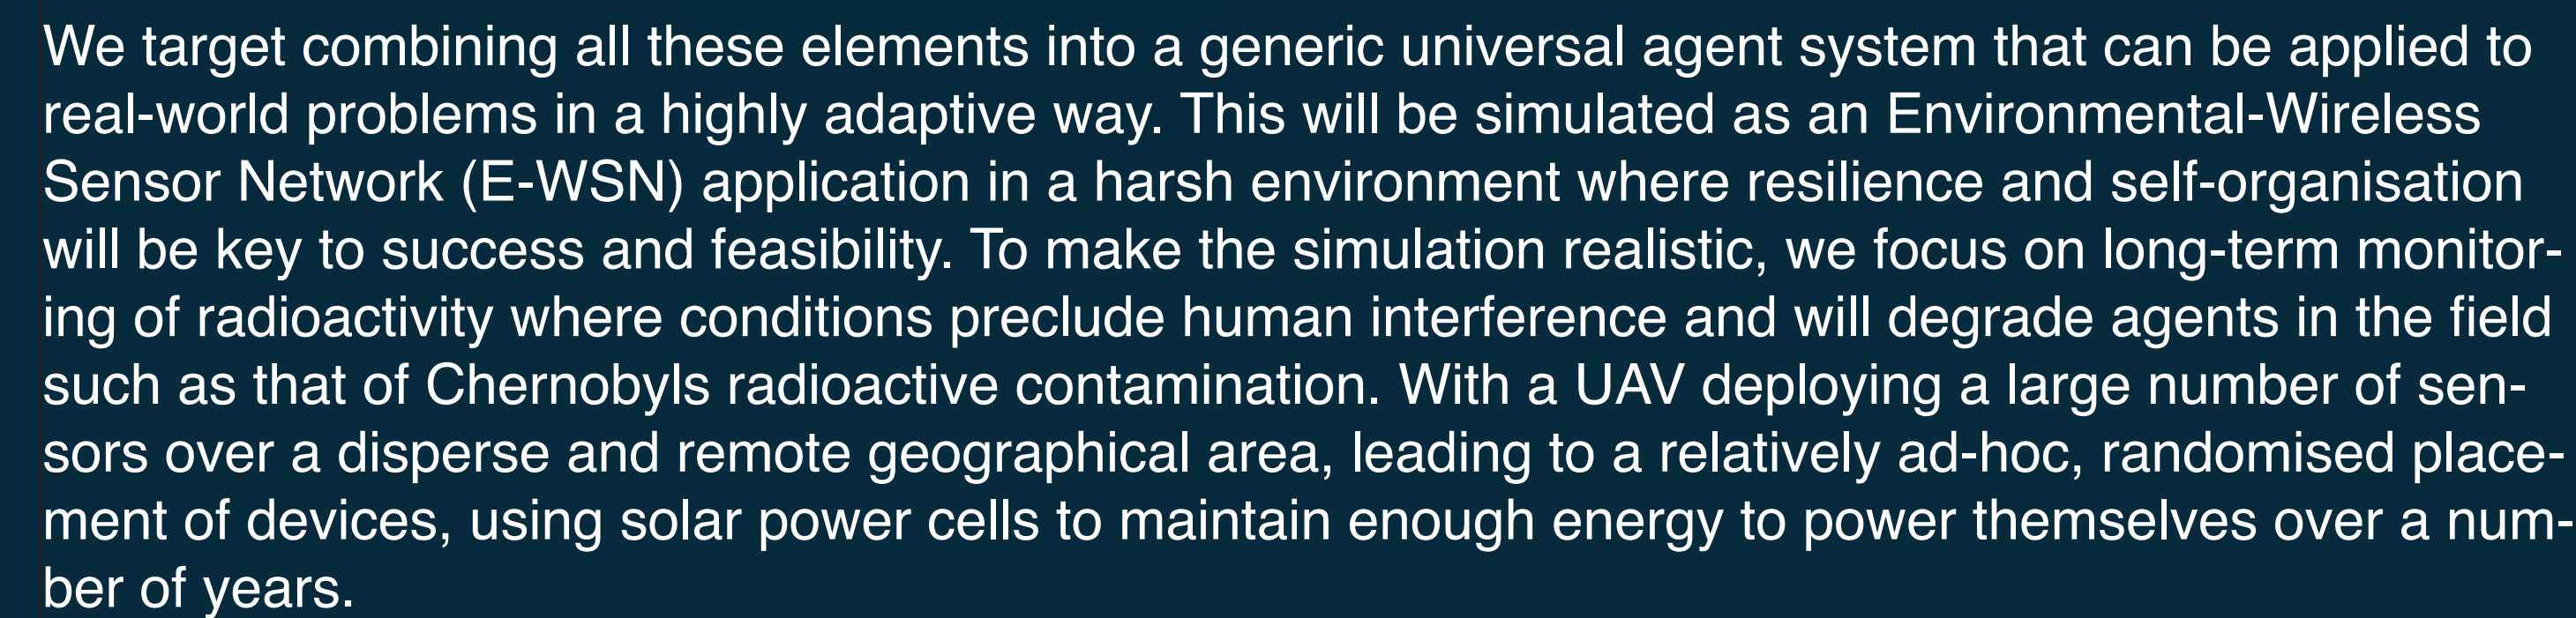 We target combining all these elements into a generic universal agent system that can be applied to
real-world problems in a highly adaptive way. This will be simulated as an Environmental-Wireless
Sensor Network (E-WSN) application in a harsh environment where resilience and self-organisation
will be key to success and feasibility. To make the simulation realistic, we focus on long-term monitor-
ing of radioactivity where conditions preclude human interference and will degrade agents in the field
such as that of Chernobyls radioactive contamination. With a UAV deploying a large number of sen-
sors over a disperse and remote geographical area, leading to a relatively ad-hoc, randomised place-
ment of devices, using solar power cells to maintain enough energy to power themselves over a num-
ber of years.